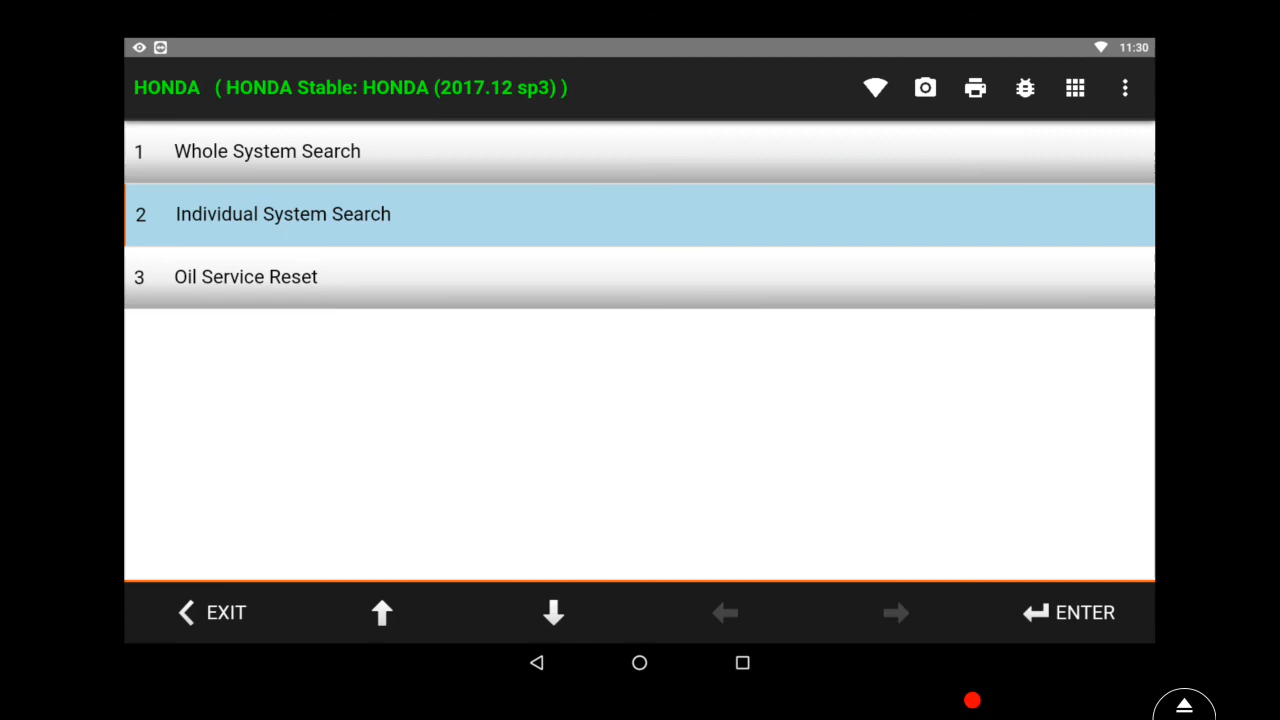 11:30
HONDA ( HONDA Stable: HONDA (2017.12 sp3) )
1 Whole System Search
2 Individual System Search
3 Oil Service Reset
EXIT ENTER